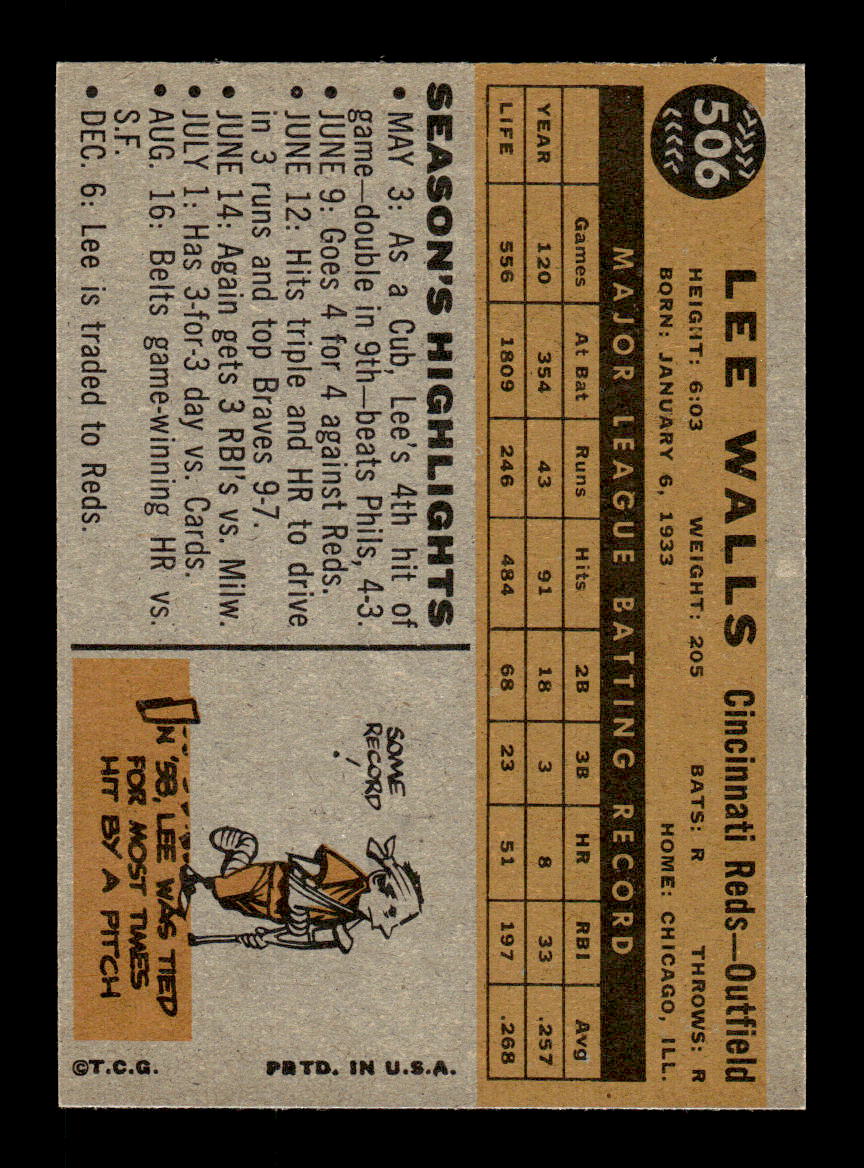 506
LEE WALLS Cincinnati Reds—Outfield
HEIGHT: 6:03 WEIGHT: 205 BATS: R THROWS: R
BORN: JANUARY 6, 1933 HOME: CHICAGO, ILL.
MAJOR LEAGUE BATTING RECORD
Games At Bat Runs Hits 2B 3B HR RBI Avg
YEAR 120 354 43 91 18 3 8 33 .257
LIFE 556 1809 246 484 68 23 51 197 .268
SEASON'S HIGHLIGHTS
• MAY 3: As a Cub, Lee's 4th hit of
game—double in 9th—beats Phils, 4-3.
• JUNE 9: Goes 4 for 4 against Reds.
• JUNE 12: Hits triple and HR to drive
in 3 runs and top Braves 9-7.
• JUNE 14: Again gets 3 RBI's vs. Milw.
• JULY 1: Has 3-for-3 day vs. Cards.
• AUG. 16: Belts game-winning HR vs.
S.F.
• DEC. 6: Lee is traded to Reds.
SOME
RECORD!
IN '58, LEE WAS TIED
FOR MOST TIMES
HIT BY A PITCH
©T.C.G. PRTD. IN U.S.A.